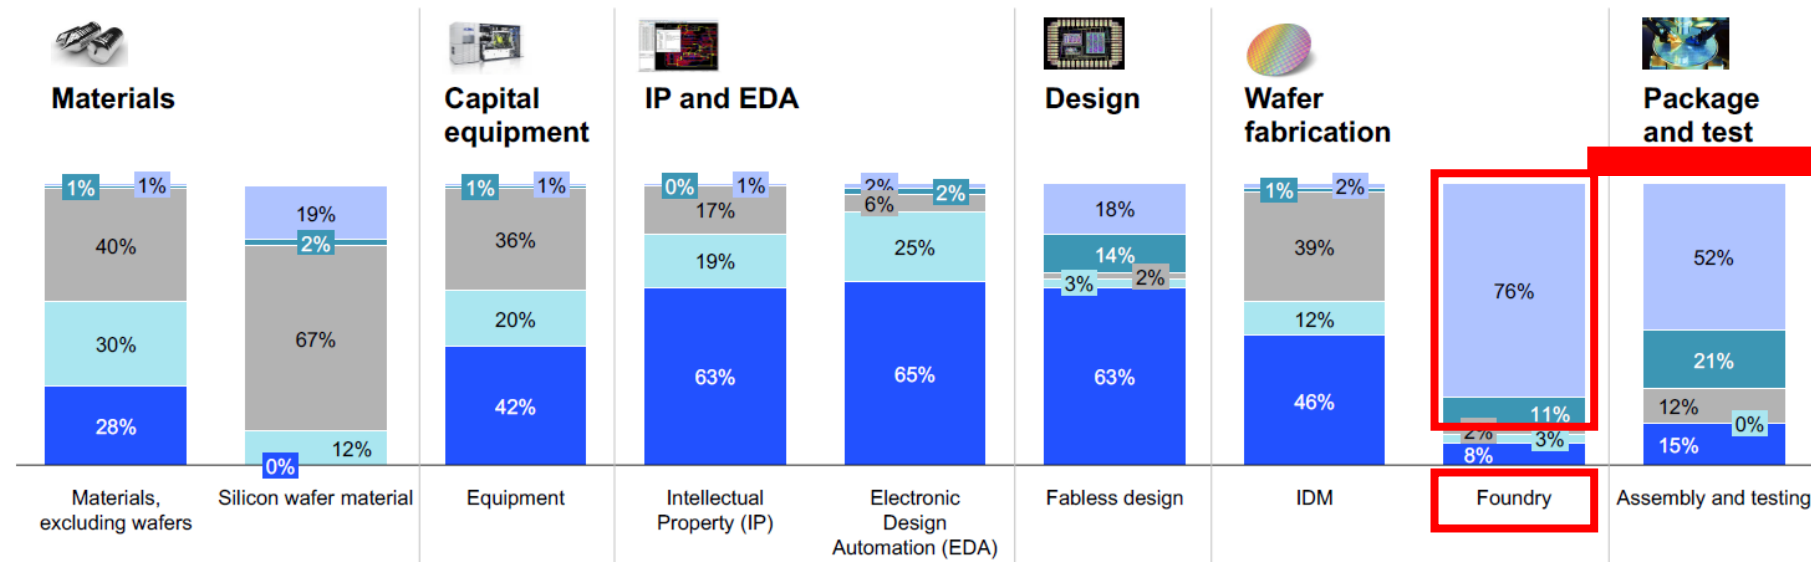 Materials
Capital
equipment
IP and EDA
Design
Wafer
fabrication
Package
and test
1%
1%
40%
30%
28%
19%
2%
67%
12%
0%
1%
1%
36%
20%
42%
0%
1%
17%
19%
63%
2%
2%
6%
25%
65%
18%
14%
2%
3%
63%
1%
2%
39%
12%
46%
76%
11%
2%
3%
8%
52%
21%
12%
0%
15%
Materials,
excluding wafers
Silicon wafer material
Equipment
Intellectual
Property (IP)
Electronic
Design
Automation (EDA)
Fabless design
IDM
Foundry
Assembly and testing